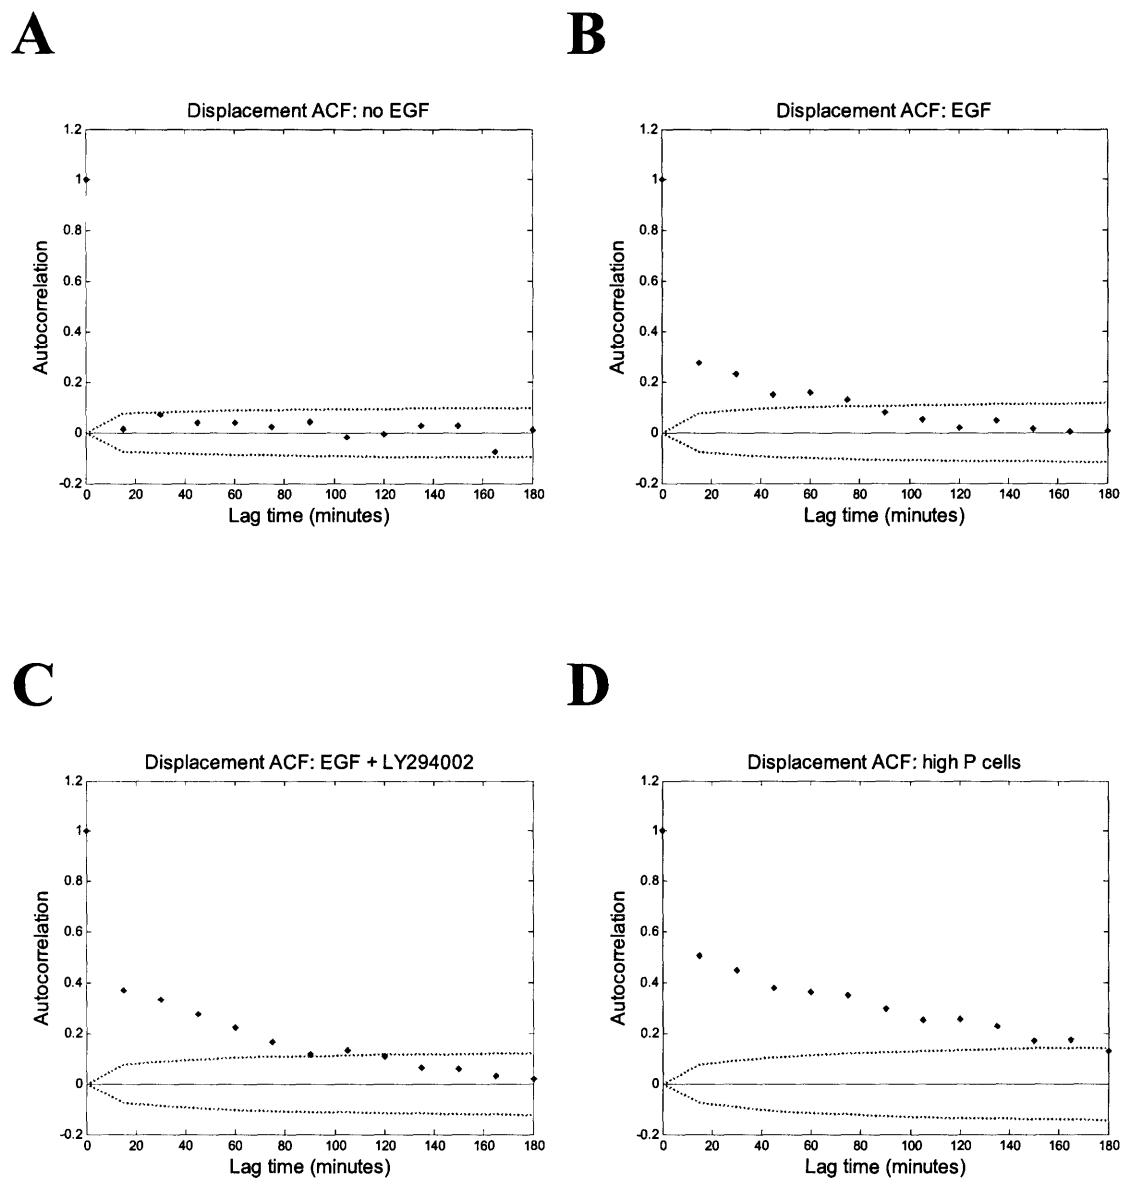 A
B
Displacement ACF: no EGF
1.2
1
0.8
0.6
0.4
0.2
0
-0.2
Autocorrelation
0 20 40 60 80 100 120 140 160 180
Lag time (minutes)
Displacement ACF: EGF
1.2
1
0.8
0.6
0.4
0.2
0
-0.2
Autocorrelation
0 20 40 60 80 100 120 140 160 180
Lag time (minutes)
C
D
Displacement ACF: EGF + LY294002
1.2
1
0.8
0.6
0.4
0.2
0
-0.2
Autocorrelation
0 20 40 60 80 100 120 140 160 180
Lag time (minutes)
Displacement ACF: high P cells
1.2
1
0.8
0.6
0.4
0.2
0
-0.2
Autocorrelation
0 20 40 60 80 100 120 140 160 180
Lag time (minutes)